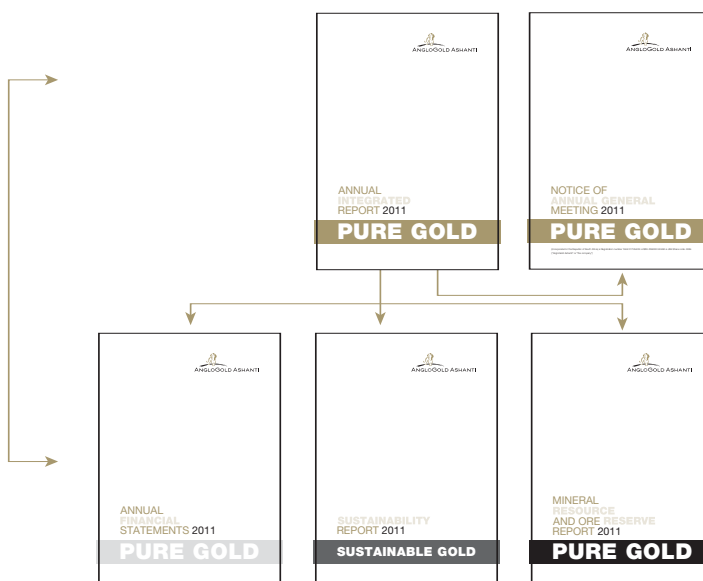 ANGLOGOLD ASHANTI
ANNUAL
INTEGRATED
REPORT 2011
PURE GOLD
ANGLOGOLD ASHANTI
NOTICE OF
ANNUAL GENERAL
MEETING 2011
PURE GOLD
ANGLOGOLD ASHANTI
ANNUAL
FINANCIAL
STATEMENTS 2011
PURE GOLD
SUSTAINABILITY
REPORT 2011
SUSTAINABLE GOLD
ANGLOGOLD ASHANTI
ANGLOGOLD ASHANTI
MINERAL
RESOURCE
AND ORE RESERVE
REPORT 2011
PURE GOLD